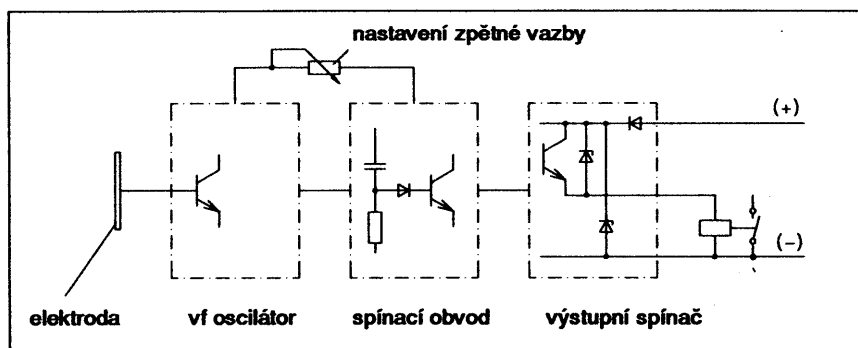 nastavení zpětné vazby
(+)
(-)
elektroda
vf oscilátor
spínací obvod
výstupní spínač